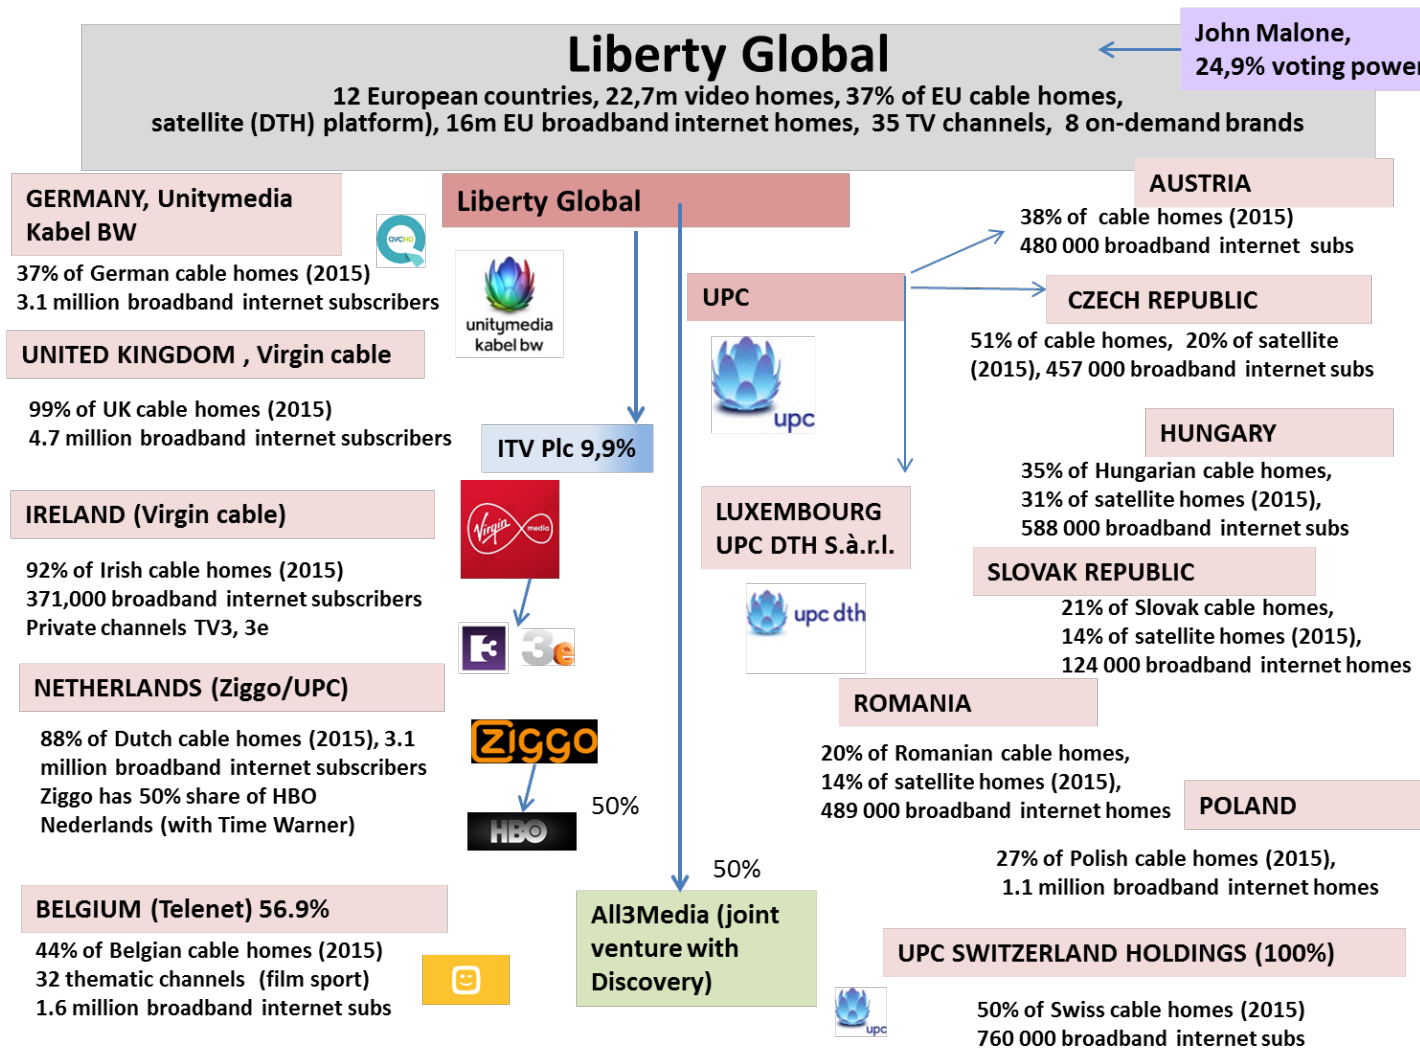 Liberty Global
John Malone,
24,9% voting power
12 European countries, 22,7m video homes, 37% of EU cable homes,
satellite (DTH) platform), 16m EU broadband internet homes, 35 TV channels, 8 on-demand brands
GERMANY, Unitymedia
Kabel BW
QVC HD
37% of German cable homes (2015)
3.1 million broadband internet subscribers
Liberty Global
unitymedia
kabel bw
UNITED KINGDOM , Virgin cable
99% of UK cable homes (2015)
4.7 million broadband internet subscribers
ITV Plc 9,9%
IRELAND (Virgin cable)
92% of Irish cable homes (2015)
371,000 broadband internet subscribers
Private channels TV3, 3e
Virgin media
3
3e
NETHERLANDS (Ziggo/UPC)
88% of Dutch cable homes (2015), 3.1
million broadband internet subscribers
Ziggo has 50% share of HBO
Nederlands (with Time Warner)
ziggo
HBO
50%
BELGIUM (Telenet) 56.9%
44% of Belgian cable homes (2015)
32 thematic channels (film sport)
1.6 million broadband internet subs
50%
All3Media (joint
venture with
Discovery)
UPC
upc
LUXEMBOURG
UPC DTH S.à.r.l.
upc dth
AUSTRIA
38% of cable homes (2015)
480 000 broadband internet subs
CZECH REPUBLIC
51% of cable homes, 20% of satellite
(2015), 457 000 broadband internet subs
HUNGARY
35% of Hungarian cable homes,
31% of satellite homes (2015),
588 000 broadband internet subs
SLOVAK REPUBLIC
21% of Slovak cable homes,
14% of satellite homes (2015),
124 000 broadband internet homes
ROMANIA
20% of Romanian cable homes,
14% of satellite homes (2015),
489 000 broadband internet homes
POLAND
27% of Polish cable homes (2015),
1.1 million broadband internet homes
UPC SWITZERLAND HOLDINGS (100%)
upc
50% of Swiss cable homes (2015)
760 000 broadband internet subs